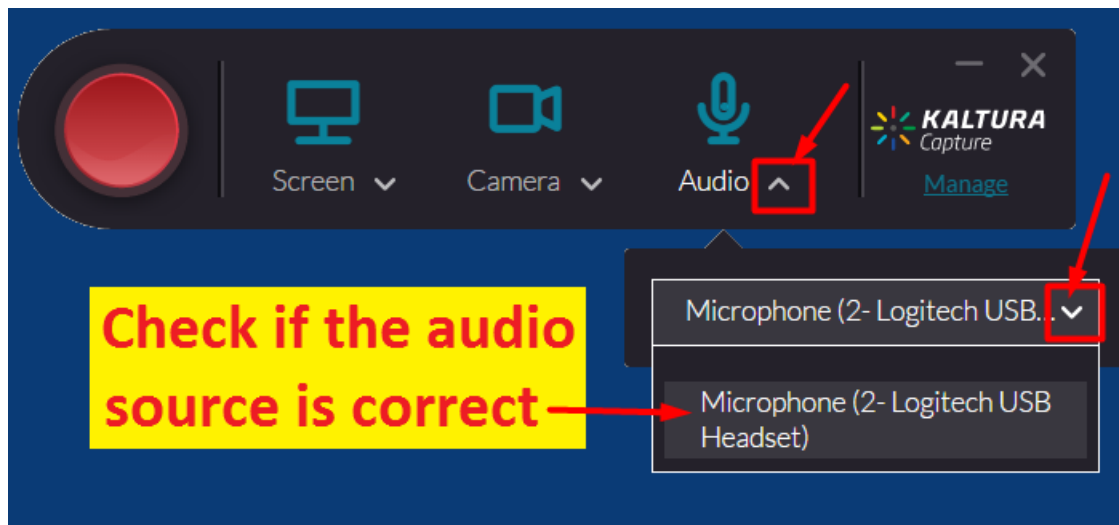 Screen
Camera
Audio
KALTURA
Capture
Manage
Microphone (2- Logitech USB...
Check if the audio
source is correct
Microphone (2- Logitech USB
Headset)